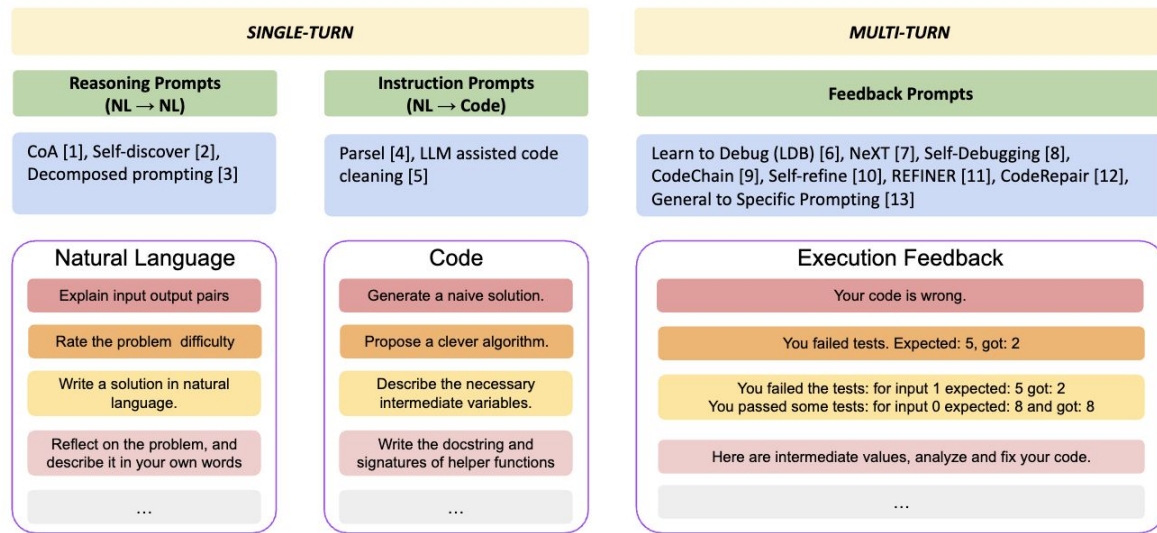 SINGLE-TURN
MULTI-TURN
Reasoning Prompts
(NL → NL)
Instruction Prompts
(NL → Code)
Feedback Prompts
CoA [1], Self-discover [2],
Decomposed prompting [3]
Parsel [4], LLM assisted code
cleaning [5]
Learn to Debug (LDB) [6], NeXT [7], Self-Debugging [8],
CodeChain [9], Self-refine [10], REFINER [11], CodeRepair [12],
General to Specific Prompting [13]
Natural Language
Explain input output pairs
Rate the problem difficulty
Write a solution in natural
language.
Reflect on the problem, and
describe it in your own words
...
Code
Generate a naive solution.
Propose a clever algorithm.
Describe the necessary
intermediate variables.
Write the docstring and
signatures of helper functions
...
Execution Feedback
Your code is wrong.
You failed tests. Expected: 5, got: 2
You failed the tests: for input 1 expected: 5 got: 2
You passed some tests: for input 0 expected: 8 and got: 8
Here are intermediate values, analyze and fix your code.
...